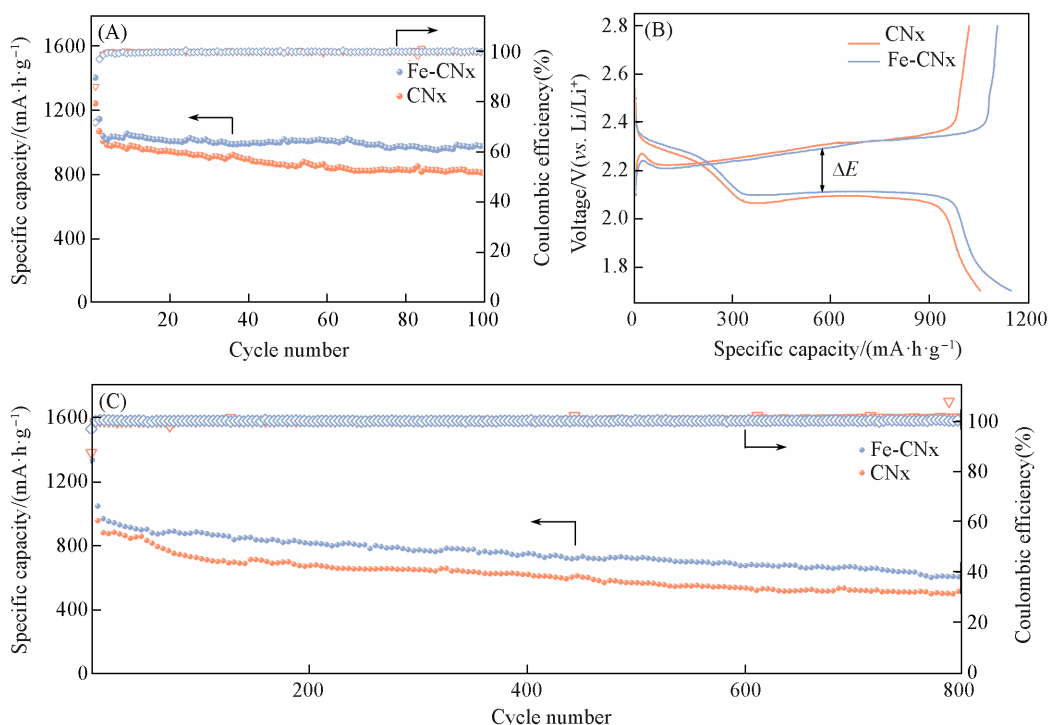 (A)
1600
1200
800
400
0
Specific capacity/(mA·h·g⁻¹)
Fe-CNx
CNx
100
80
60
40
20
0
Coulombic efficiency(%)
20
40
60
80
100
Cycle number
(B)
2.8
2.6
2.4
2.2
2.0
1.8
Voltage/V(vs. Li/Li⁺)
CNx
Fe-CNx
ΔE
0
300
600
900
1200
Specific capacity/(mA·h·g⁻¹)
(C)
1600
1200
800
400
0
Specific capacity/(mA·h·g⁻¹)
Fe-CNx
CNx
100
80
60
40
20
0
Coulombic efficiency(%)
200
400
600
800
Cycle number